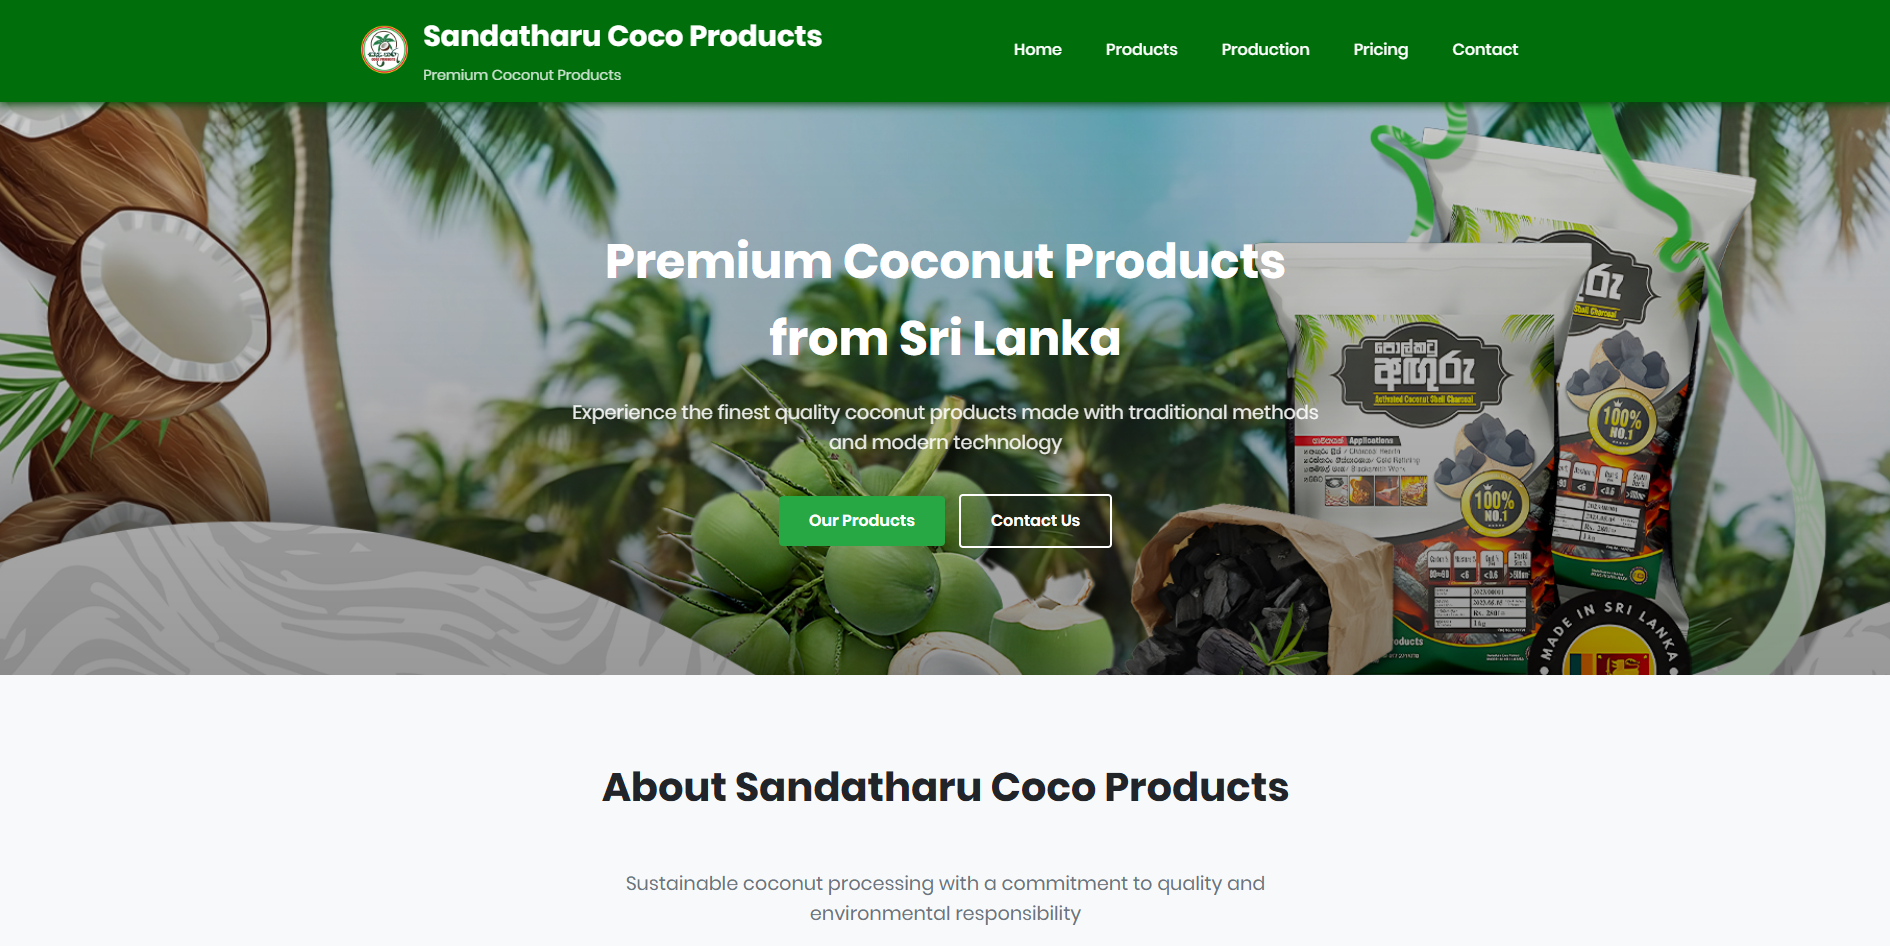 Sandatharu Coco Products
Premium Coconut Products
Home
Products
Production
Pricing
Contact
Premium Coconut Products
from Sri Lanka
Experience the finest quality coconut products made with traditional methods
and modern technology
Our Products
Contact Us
පොල්කටු
අඟුරු
Activated Coconut Shell Charcoal
Applications
100%
NO.1
100%
NO.1
<6
<0.6
MADE IN SRI LANKA
About Sandatharu Coco Products
Sustainable coconut processing with a commitment to quality and
environmental responsibility